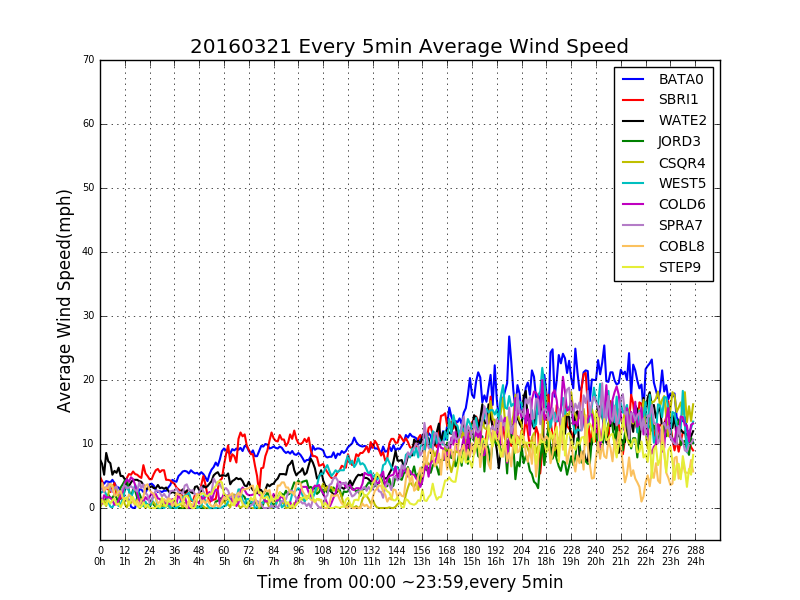 20160321 Every 5min Average Wind Speed
70
60
50
40
30
20
10
0
Average Wind Speed(mph)
BATA0
SBRI1
WATE2
JORD3
CSQR4
WEST5
COLD6
SPRA7
COBL8
STEP9
0 12 24 36 48 60 72 84 96 108 120 132 144 156 168 180 192 204 216 228 240 252 264 276 288
0h 1h 2h 3h 4h 5h 6h 7h 8h 9h 10h 11h 12h 13h 14h 15h 16h 17h 18h 19h 20h 21h 22h 23h 24h
Time from 00:00 ~23:59,every 5min